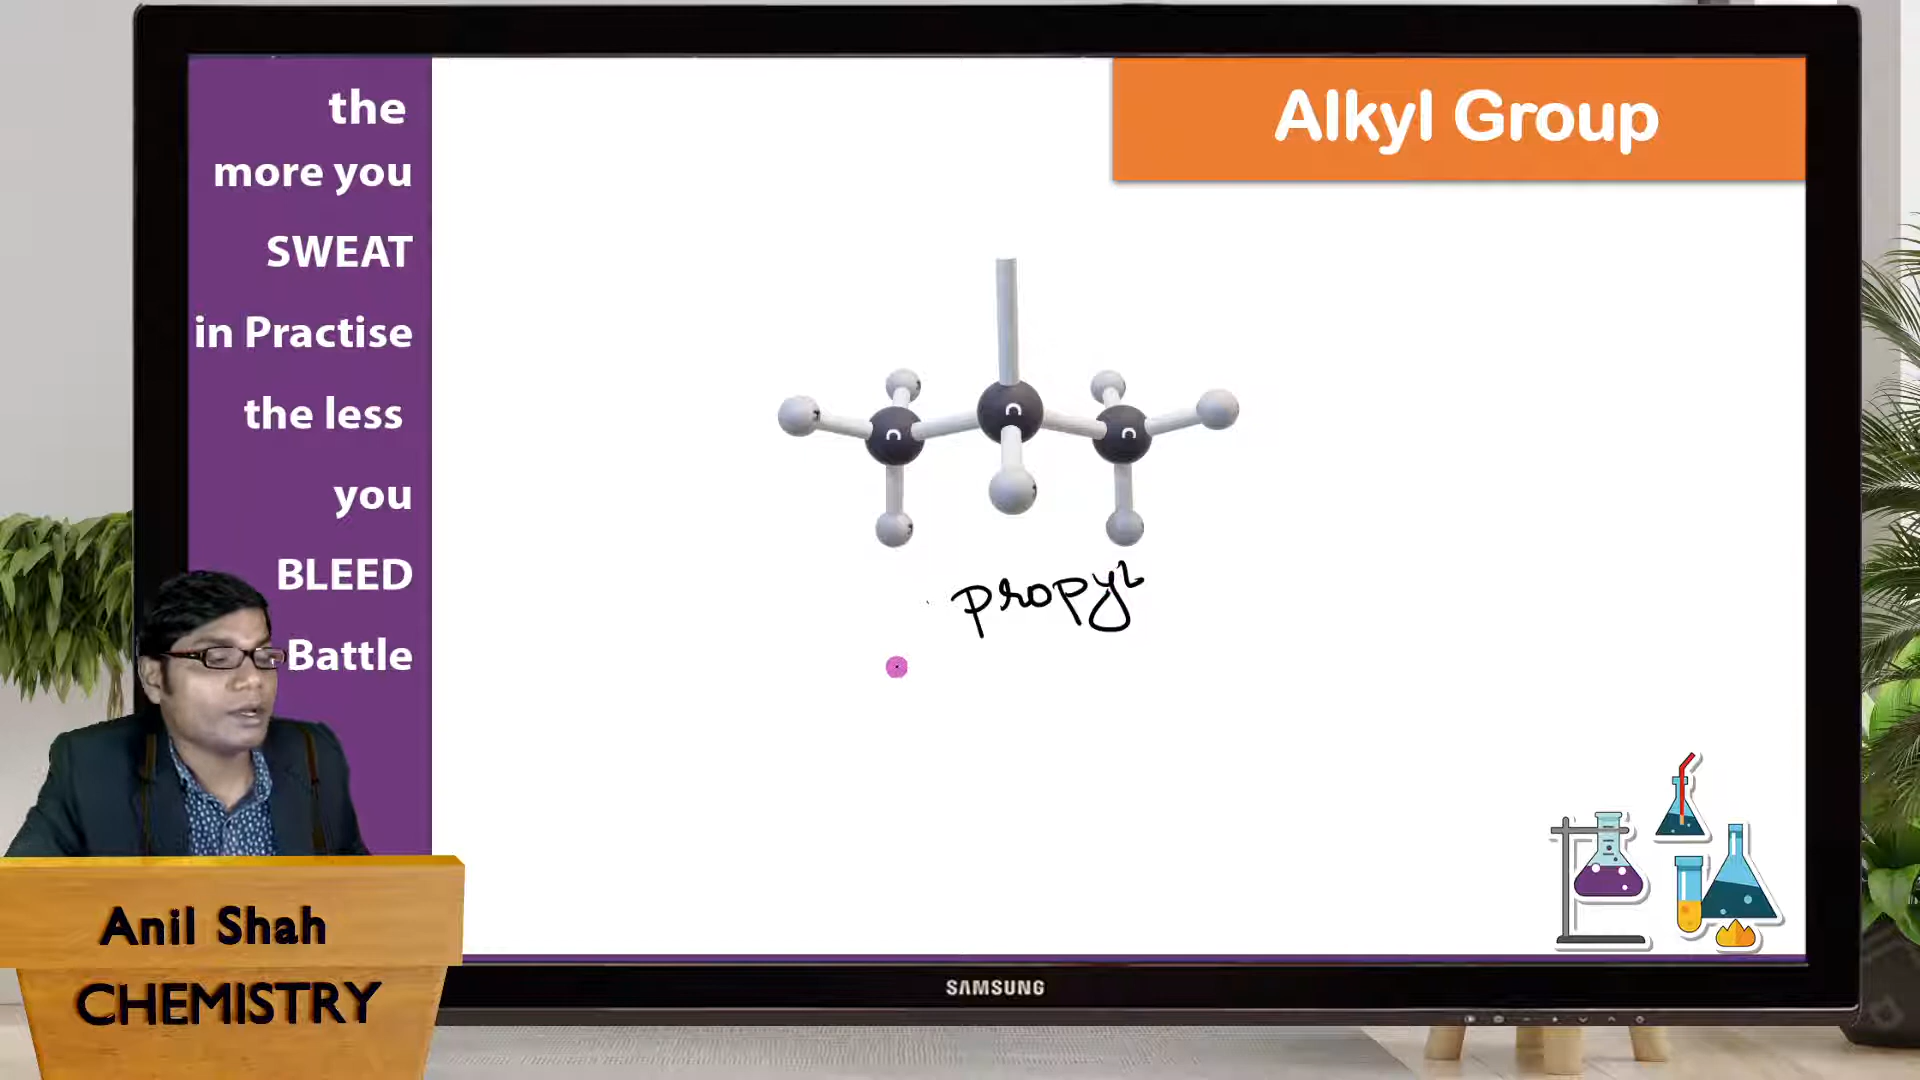 the
more you
SWEAT
in Practise
the less
you
BLEED
Battle
Alkyl Group
C
C
C
propyl
Anil Shah
CHEMISTRY
SAMSUNG